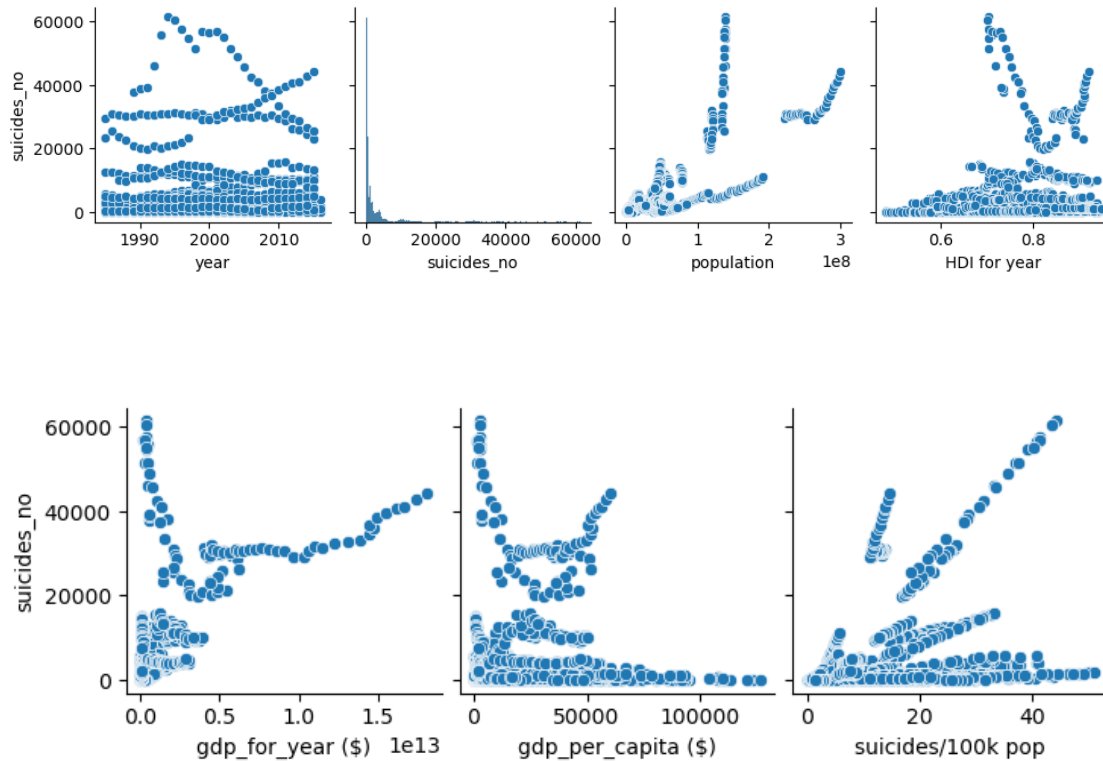 60000
40000
20000
0
suicides_no
1990 2000 2010
year
0 20000 40000 60000
suicides_no
0 1 2 3
population 1e8
0.6 0.8
HDI for year
60000
40000
20000
0
suicides_no
0.0 0.5 1.0 1.5
gdp_for_year ($) 1e13
0 50000 100000
gdp_per_capita ($)
0 20 40
suicides/100k pop